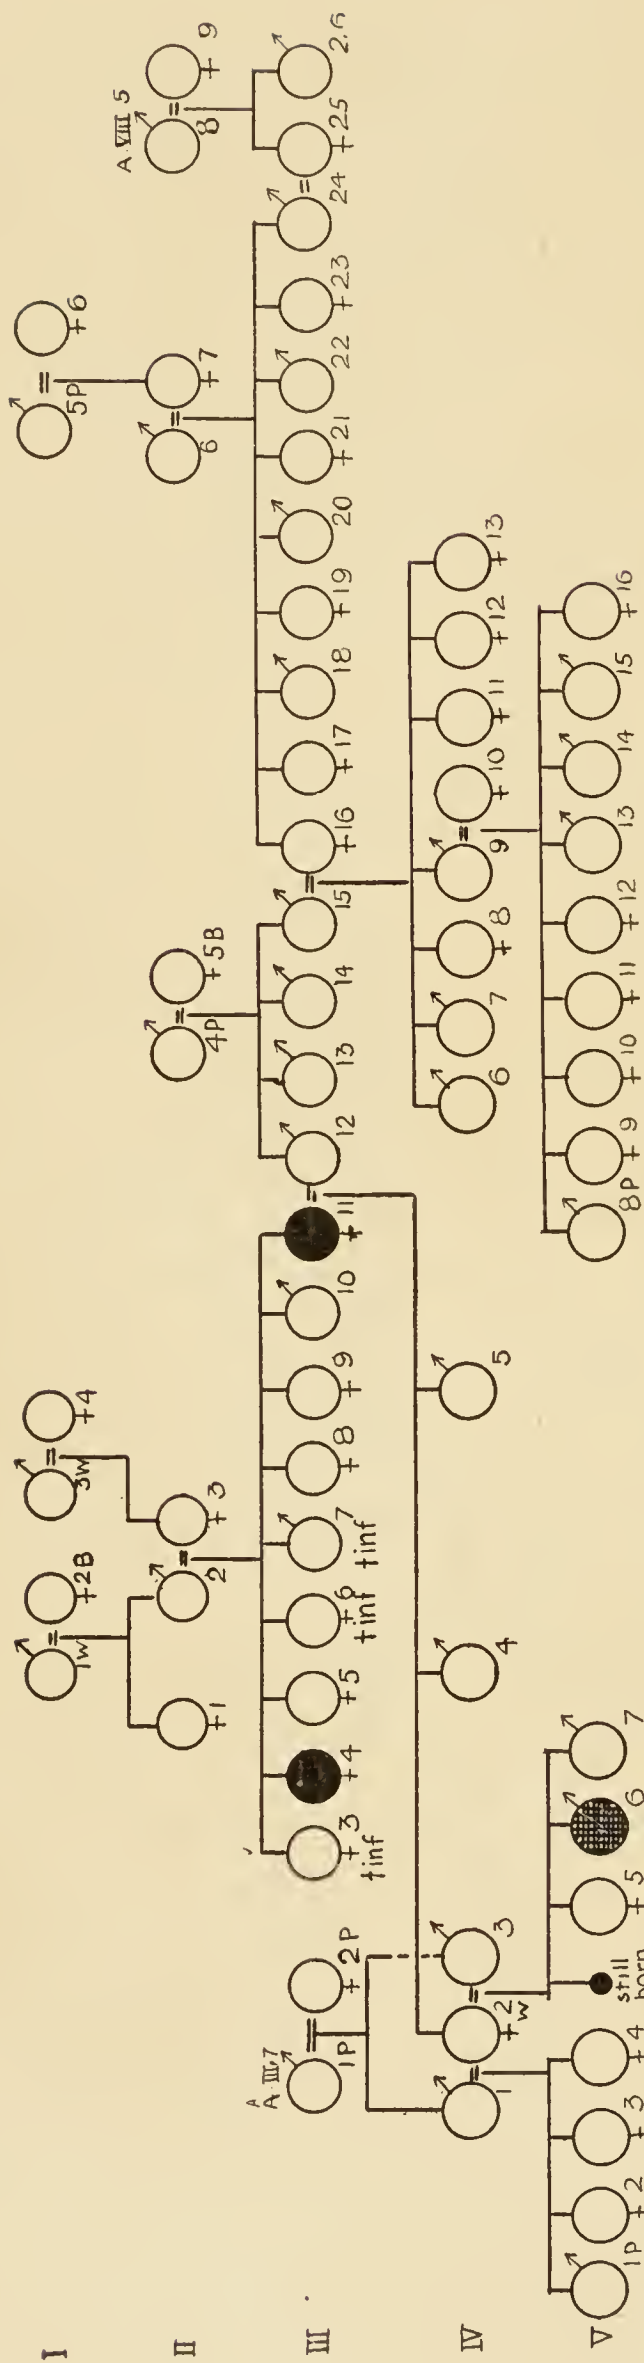 I 1W 2B 3W 4 5P 6
A VIII 5
II 1 2 3 4P 5B 6 7 8 9
A
A.III,7
III 1P 2P 3 4 5 6 7 8 9 10 11 12 13 14 15 16 17 18 19 20 21 22 23 24 25 2.6
†inf †inf †inf
IV 1 2 3 4 5 6 7 8 9 10 11 12 13
W
V 1P 2 3 4 5 6 7 8P 9 10 11 12 13 14 15 16
still
born